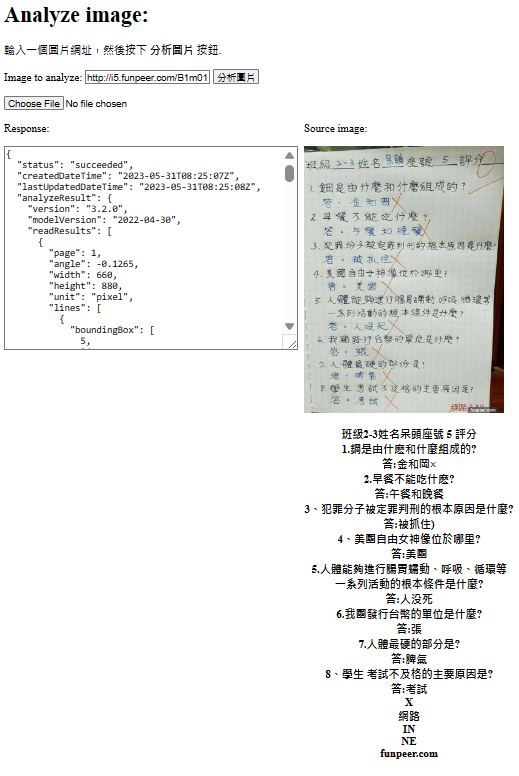 Analyze image:
輸入一個圖片網址，然後按下 分析圖片 按鈕.
Image to analyze: http://i5.funpeer.com/B1m01 分析圖片
Choose File No file chosen
Response:
{
"status": "succeeded",
"createdDateTime": "2023-05-31T08:25:07Z",
"lastUpdatedDateTime": "2023-05-31T08:25:08Z",
"analyzeResult": {
"version": "3.2.0",
"modelVersion": "2022-04-30",
"readResults": [
{
"page": 1,
"angle": -0.1265,
"width": 660,
"height": 880,
"unit": "pixel",
"lines": [
{
"boundingBox": [
5,
Source image:
班級 2-3 姓名 呆頭 座號 5 評分
1. 鋼是由什麼和什麼組成的?
答. 金和岡
2. 早餐不能吃什麼?
答. 午餐和晚餐
3. 犯罪份子被定罪判刑的根本原因是什麼?
答. 被抓住
4. 美國自由女神像位於哪里?
答. 美國
5. 人體能夠進行腸胃蠕動.呼吸.循環等
一系列活動的根本條件是什麼?
答. 人沒死
6. 我國發行台幣的單位是什麼?
答. 張
7. 人體最硬的部份是?
答. 脾氣
8. 學生考試不及格的主要原因是?
答. 考試
funpeer.com
班級2-3姓名呆頭座號 5 評分
1.鋼是由什麽和什麼組成的?
答:金和岡×
2.早餐不能吃什麽?
答:午餐和晚餐
3、犯罪分子被定罪判刑的根本原因是什麼?
答:被抓住)
4、美國自由女神像位於哪里?
答:美國
5.人體能夠進行腸胃蠕動、呼吸、循環等
一系列活動的根本條件是什麼?
答:人没死
6.我國發行台幣的單位是什麼?
答:張
7.人體最硬的部分是?
答:脾氣
8、學生 考試不及格的主要原因是?
答:考試
X
網路
IN
NE
funpeer.com